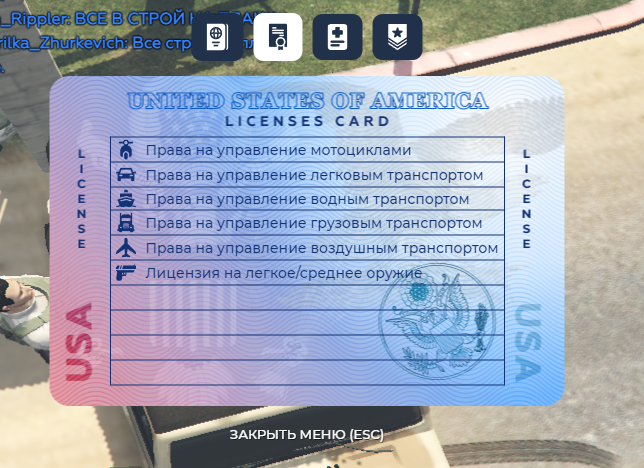 _Rippler: ВСЕ В СТРОЙ
rilka_Zhurkevich: Все стр
UNITED STATES OF AMERICA
LICENSES CARD
LICENSE
Права на управление мотоциклами
Права на управление легковым транспортом
Права на управление водным транспортом
Права на управление грузовым транспортом
Права на управление воздушным транспортом
Лицензия на легкое/среднее оружие
LICENSE
USA
USA
ЗАКРЫТЬ МЕНЮ (ESC)